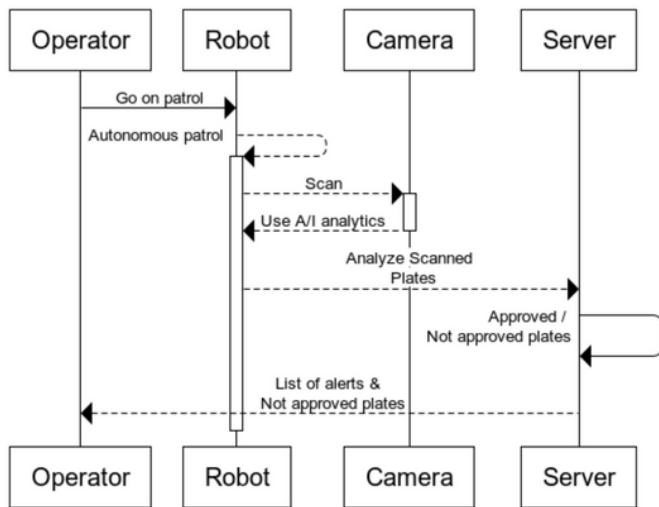 Operator
Robot
Camera
Server
Go on patrol
Autonomous patrol
Scan
Use A/I analytics
Analyze Scanned
Plates
Approved /
Not approved plates
List of alerts &
Not approved plates
Operator
Robot
Camera
Server